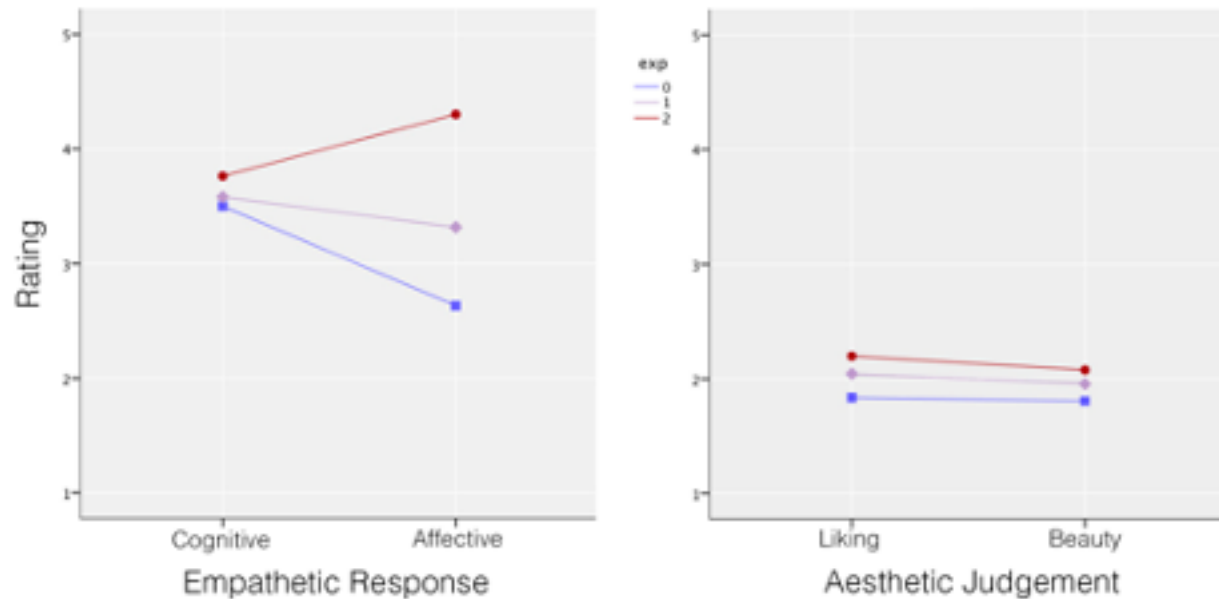 5
4
3
2
1
Rating
Cognitive
Affective
Empathetic Response
exp
0
1
2
5
4
3
2
1
Liking
Beauty
Aesthetic Judgement